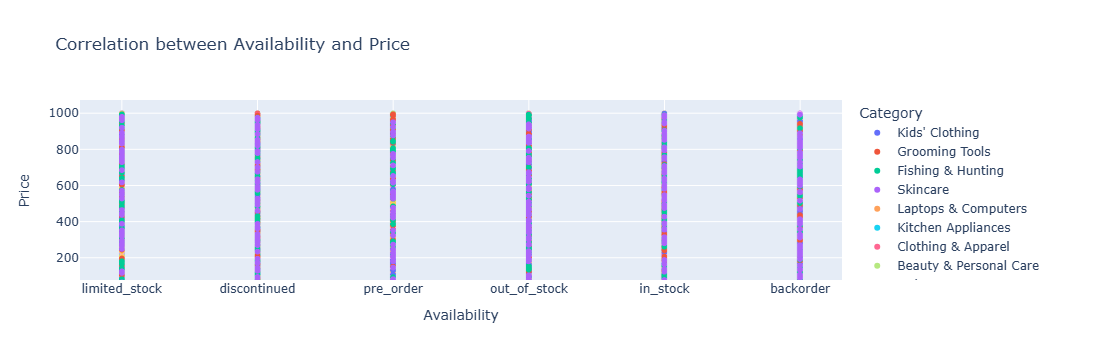 Correlation between Availability and Price
Price
1000
800
600
400
200
limited_stock
discontinued
pre_order
out_of_stock
in_stock
backorder
Availability
Category
Kids' Clothing
Grooming Tools
Fishing & Hunting
Skincare
Laptops & Computers
Kitchen Appliances
Clothing & Apparel
Beauty & Personal Care